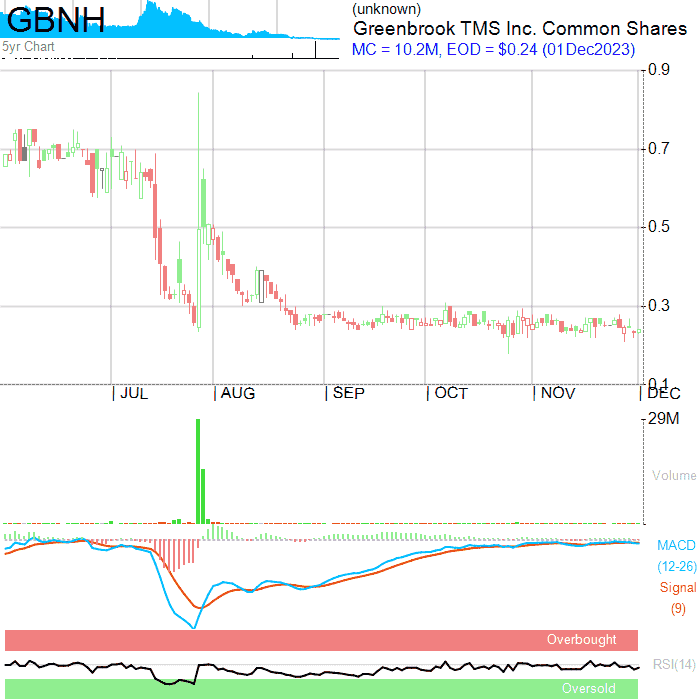 GBNH
5yr Chart
(unknown)
Greenbrook TMS Inc. Common Shares
MC = 10.2M, EOD = $0.24 (01Dec2023)
0.9
0.7
0.5
0.3
0.1
JUL
AUG
SEP
OCT
NOV
DEC
29M
Volume
MACD
(12-26)
Signal
(9)
Overbought
RSI(14)
Oversold